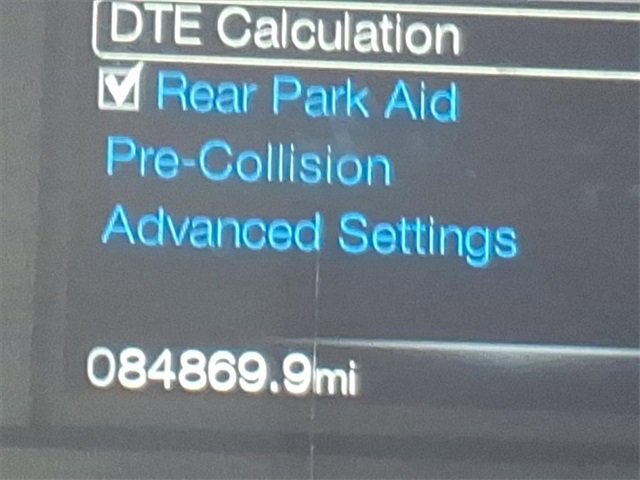 DTE Calculation
Rear Park Aid
Pre-Collision
Advanced Settings
084869.9mi